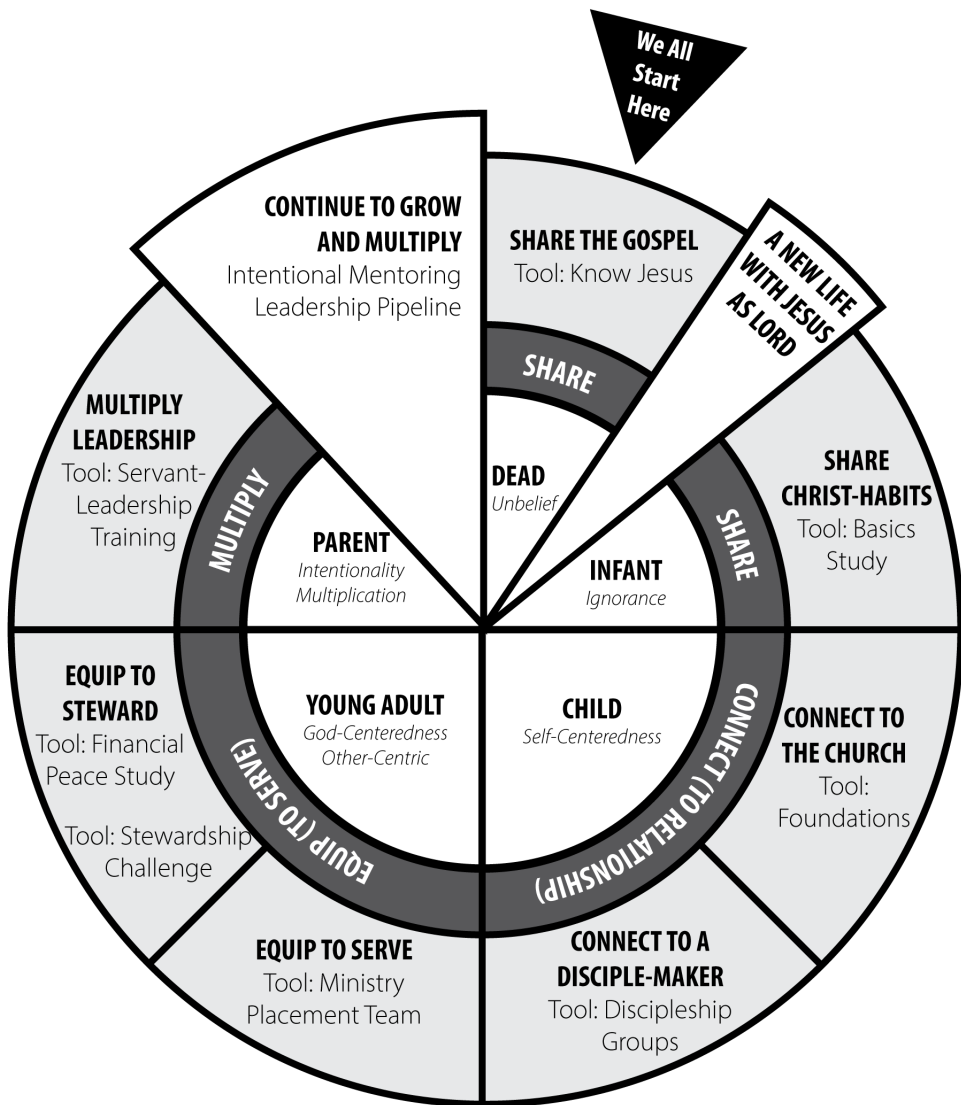 We All
Start
Here
SHARE THE GOSPEL
Tool: Know Jesus
SHARE
DEAD
Unbelief
A NEW LIFE
WITH JESUS
AS LORD
SHARE
CHRIST-HABITS
Tool: Basics
Study
SHARE
INFANT
Ignorance
CONNECT TO
THE CHURCH
Tool:
Foundations
CONNECT TO A
DISCIPLE-MAKER
Tool: Discipleship
Groups
CONNECT (TO RELATIONSHIP)
CHILD
Self-Centeredness
EQUIP TO SERVE
Tool: Ministry
Placement Team
EQUIP TO
STEWARD
Tool: Financial
Peace Study
Tool: Stewardship
Challenge
EQUIP (TO SERVE)
YOUNG ADULT
God-Centeredness
Other-Centric
MULTIPLY
LEADERSHIP
Tool: Servant-
Leadership
Training
MULTIPLY
PARENT
Intentionality
Multiplication
CONTINUE TO GROW
AND MULTIPLY
Intentional Mentoring
Leadership Pipeline